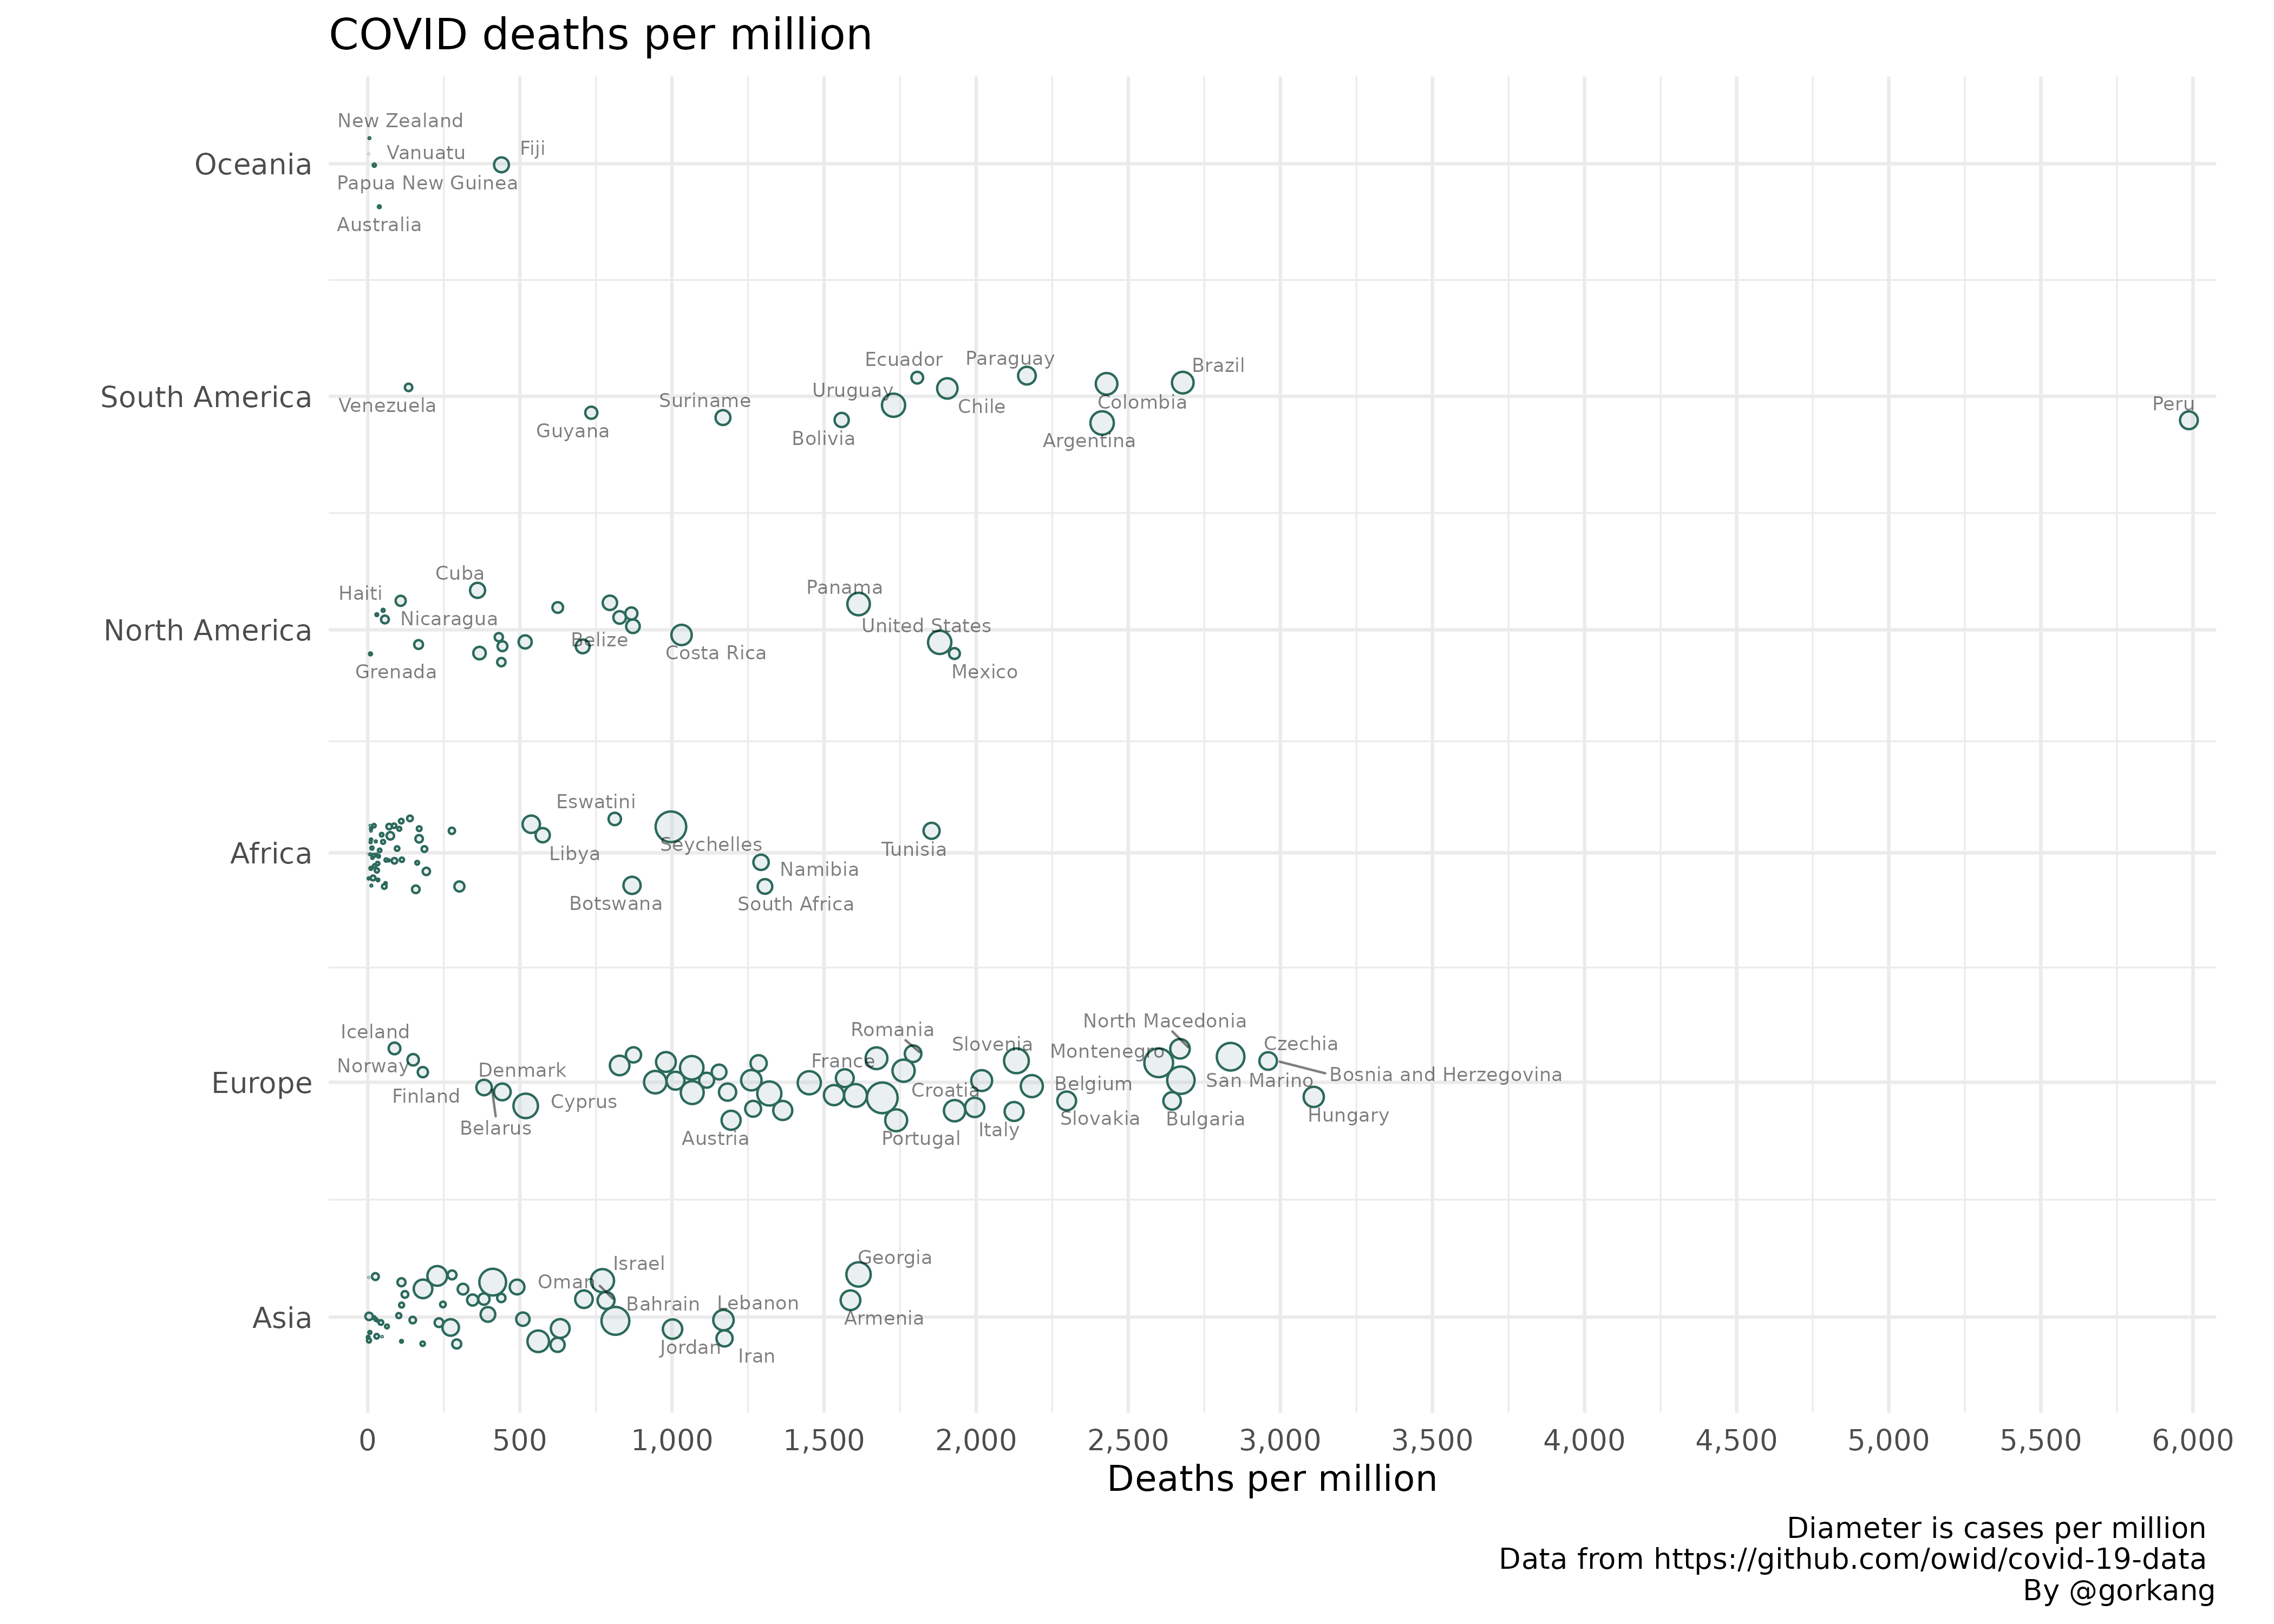 COVID deaths per million
Oceania
New Zealand
Vanuatu
Fiji
Papua New Guinea
Australia
South America
Ecuador
Paraguay
Brazil
Uruguay
Suriname
Venezuela
Chile
Colombia
Peru
Guyana
Bolivia
Argentina
North America
Cuba
Haiti
Panama
Nicaragua
United States
Belize
Costa Rica
Grenada
Mexico
Africa
Eswatini
Seychelles
Libya
Tunisia
Namibia
Botswana
South Africa
Europe
North Macedonia
Iceland
Romania
Slovenia
Czechia
Montenegro
Norway
France
Denmark
Bosnia and Herzegovina
San Marino
Belgium
Croatia
Finland
Cyprus
Hungary
Bulgaria
Slovakia
Belarus
Italy
Austria
Portugal
Asia
Georgia
Israel
Oman
Bahrain
Lebanon
Armenia
Jordan
Iran
0 500 1,000 1,500 2,000 2,500 3,000 3,500 4,000 4,500 5,000 5,500 6,000
Deaths per million
Diameter is cases per million
Data from https://github.com/owid/covid-19-data
By @gorkang